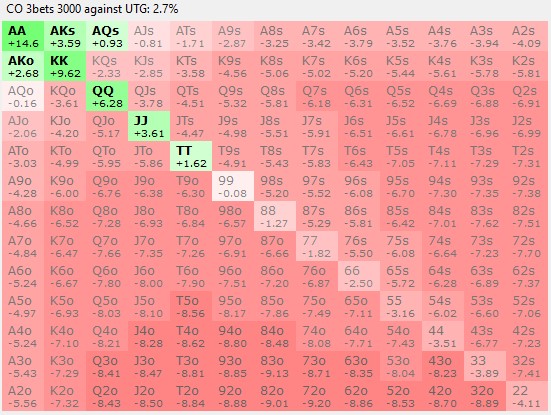 CO 3bets 3000 against UTG: 2.7%
AA AKs AQs AJs ATs A9s A8s A7s A6s A5s A4s A3s A2s
+14.6 +3.59 +0.93 -0.81 -1.71 -2.87 -3.25 -3.42 -3.79 -3.52 -3.76 -3.94 -4.09
AKo KK KQs KJs KTs K9s K8s K7s K6s K5s K4s K3s K2s
+2.68 +9.62 -2.33 -2.85 -3.58 -4.56 -5.06 -5.02 -5.20 -5.44 -5.61 -5.78 -5.81
AQo KQo QQ QJs QTs Q9s Q8s Q7s Q6s Q5s Q4s Q3s Q2s
-0.16 -3.61 +6.28 -3.78 -4.51 -5.32 -5.81 -6.18 -6.31 -6.52 -6.69 -6.88 -6.91
AJo KJo QJo JJ JTs J9s J8s J7s J6s J5s J4s J3s J2s
-2.06 -4.20 -5.17 +3.61 -4.47 -4.98 -5.51 -5.91 -6.51 -6.61 -6.78 -6.96 -6.99
ATo KTo QTo JTo TT T9s T8s T7s T6s T5s T4s T3s T2s
-3.03 -4.99 -5.95 -5.86 +1.62 -4.91 -5.43 -5.83 -6.43 -7.05 -7.11 -7.29 -7.31
A9o K9o Q9o J9o T9o 99 98s 97s 96s 95s 94s 93s 92s
-4.28 -6.00 -6.76 -6.38 -6.30 -0.08 -5.20 -5.52 -6.08 -6.70 -7.30 -7.35 -7.38
A8o K8o Q8o J8o T8o 98o 88 87s 86s 85s 84s 83s 82s
-4.66 -6.52 -7.28 -6.93 -6.84 -6.57 -1.27 -5.29 -5.81 -6.42 -7.01 -7.62 -7.51
A7o K7o Q7o J7o T7o 97o 87o 77 76s 75s 74s 73s 72s
-4.84 -6.47 -7.66 -7.35 -7.26 -6.91 -6.66 -1.82 -5.50 -6.08 -6.64 -7.23 -7.70
A6o K6o Q6o J6o T6o 96o 86o 76o 66 65s 64s 63s 62s
-5.24 -6.67 -7.80 -8.00 -7.90 -7.51 -7.20 -6.87 -2.50 -5.72 -6.28 -6.89 -7.37
A5o K5o Q5o J5o T5o 95o 85o 75o 65o 55 54s 53s 52s
-4.97 -6.93 -8.03 -8.10 -8.56 -8.17 -7.86 -7.49 -7.11 -3.16 -6.02 -6.60 -7.06
A4o K4o Q4o J4o T4o 94o 84o 74o 64o 54o 44 43s 42s
-5.24 -7.10 -8.21 -8.28 -8.62 -8.80 -8.48 -8.08 -7.71 -7.43 -3.51 -6.77 -7.23
A3o K3o Q3o J3o T3o 93o 83o 73o 63o 53o 43o 33 32s
-5.43 -7.29 -8.41 -8.47 -8.81 -8.85 -9.13 -8.71 -8.35 -8.04 -8.23 -3.89 -7.41
A2o K2o Q2o J2o T2o 92o 82o 72o 62o 52o 42o 32o 22
-5.56 -7.32 -8.43 -8.50 -8.84 -8.88 -9.01 -9.20 -8.86 -8.53 -8.70 -8.89 -4.11